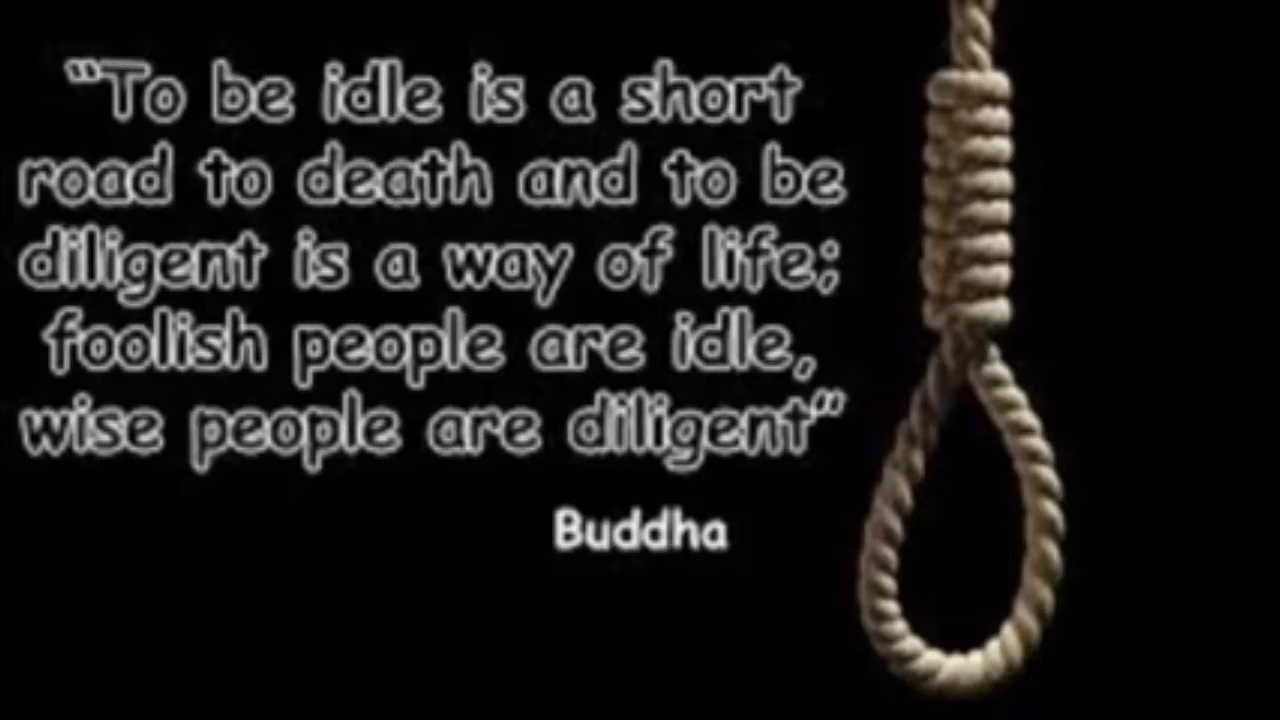 “To be idle is a short
road to death and to be
diligent is a way of life;
foolish people are idle,
wise people are diligent”
Buddha